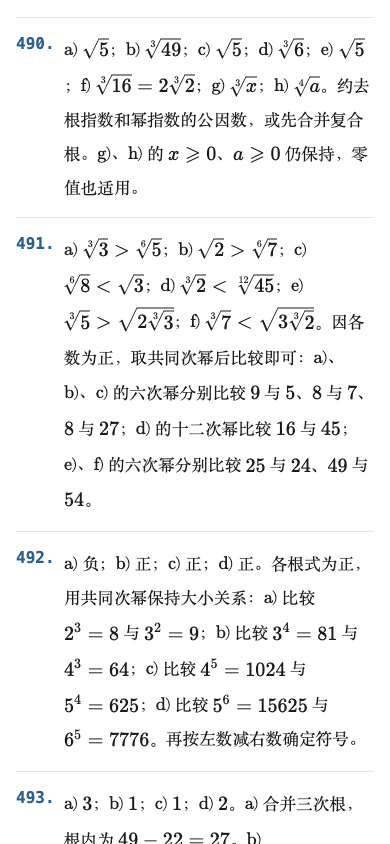 490. a) √5；b) ∛49；c) √5；d) ∛6；e) √5
；f) ∛16 = 2∛2；g) ∛x；h) ∜a。约去
根指数和幂指数的公因数，或先合并复合
根。g)、h) 的 x ⩾ 0、a ⩾ 0 仍保持，零
值也适用。
491. a) ∛3 > ⁶√5；b) √2 > ⁶√7；c)
⁶√8 < √3；d) ∛2 < ¹²√45；e)
∛5 > √(2∛3)；f) ∛7 < √(3∛2)。因各
数为正，取共同次幂后比较即可：a)、
b)、c) 的六次幂分别比较 9 与 5、8 与 7、
8 与 27；d) 的十二次幂比较 16 与 45；
e)、f) 的六次幂分别比较 25 与 24、49 与
54。
492. a) 负；b) 正；c) 正；d) 正。各根式为正，
用共同次幂保持大小关系：a) 比较
2³ = 8 与 3² = 9；b) 比较 3⁴ = 81 与
4³ = 64；c) 比较 4⁵ = 1024 与
5⁴ = 625；d) 比较 5⁶ = 15625 与
6⁵ = 7776。再按左数减右数确定符号。
493. a) 3；b) 1；c) 1；d) 2。a) 合并三次根，
根内为 49 − 22 = 27。b)